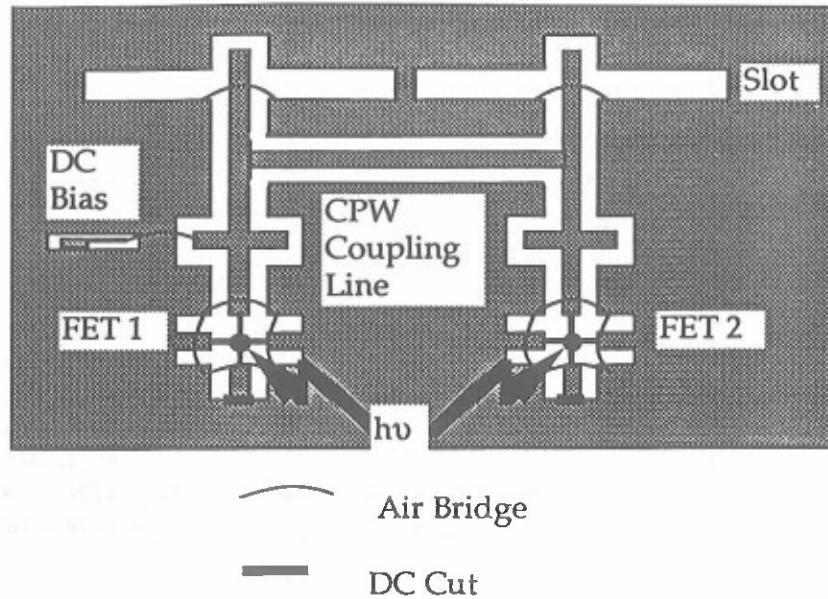 Slot
DC
Bias
CPW
Coupling
Line
FET 1
FET 2
hυ
Air Bridge
DC Cut